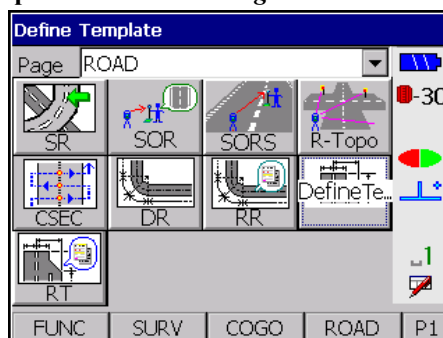 Define Template
Page ROAD
SR SOR SORS R-Topo
-30
CSEC DR RR DefineTe...
1
RT
FUNC SURV COGO ROAD P1